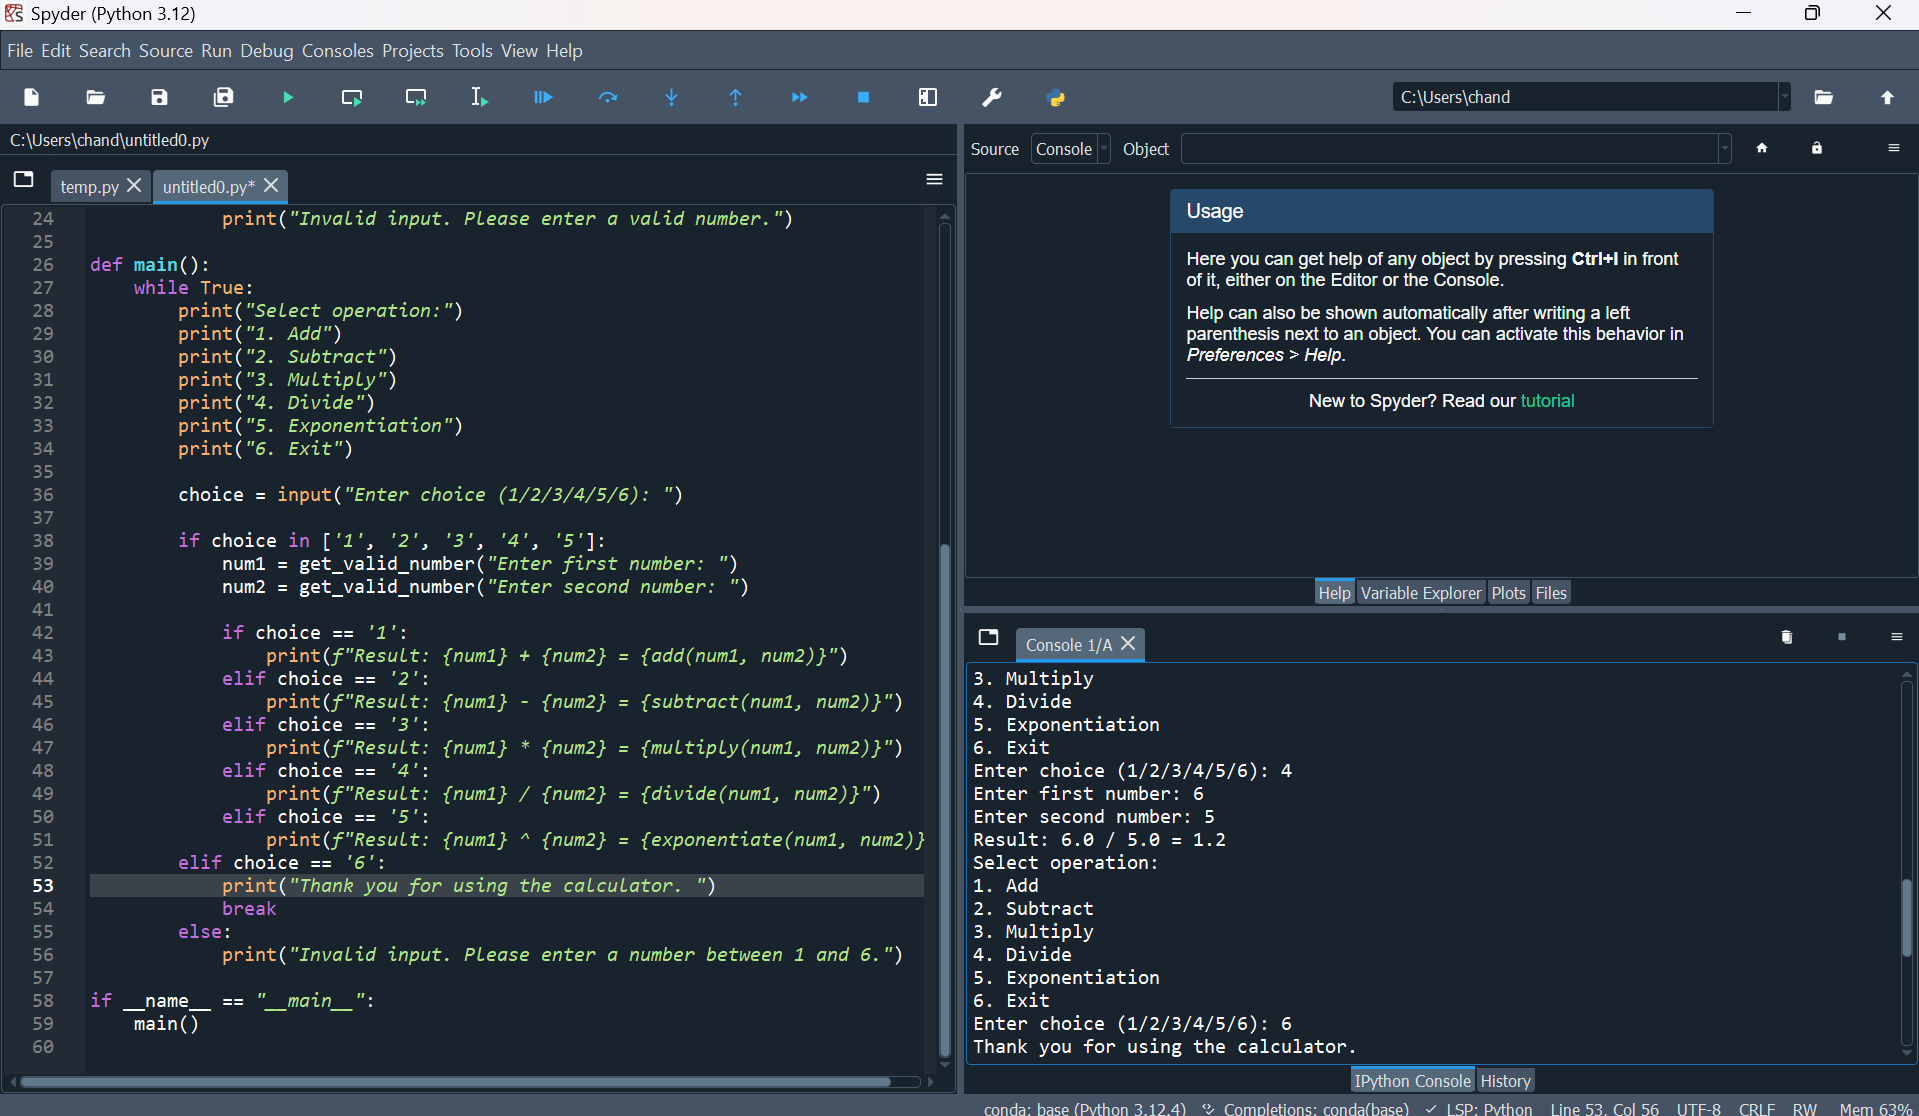 Spyder (Python 3.12)
File Edit Search Source Run Debug Consoles Projects Tools View Help
C:\Users\chand
C:\Users\chand\untitled0.py
temp.py untitled0.py*
24 print("Invalid input. Please enter a valid number.")
25
26 def main():
27 while True:
28 print("Select operation:")
29 print("1. Add")
30 print("2. Subtract")
31 print("3. Multiply")
32 print("4. Divide")
33 print("5. Exponentiation")
34 print("6. Exit")
35
36 choice = input("Enter choice (1/2/3/4/5/6): ")
37
38 if choice in ['1', '2', '3', '4', '5']:
39 num1 = get_valid_number("Enter first number: ")
40 num2 = get_valid_number("Enter second number: ")
41
42 if choice == '1':
43 print(f"Result: {num1} + {num2} = {add(num1, num2)}")
44 elif choice == '2':
45 print(f"Result: {num1} - {num2} = {subtract(num1, num2)}")
46 elif choice == '3':
47 print(f"Result: {num1} * {num2} = {multiply(num1, num2)}")
48 elif choice == '4':
49 print(f"Result: {num1} / {num2} = {divide(num1, num2)}")
50 elif choice == '5':
51 print(f"Result: {num1} ^ {num2} = {exponentiate(num1, num2)}
52 elif choice == '6':
53 print("Thank you for using the calculator. ")
54 break
55 else:
56 print("Invalid input. Please enter a number between 1 and 6.")
57
58 if __name__ == "__main__":
59 main()
60
Source Console Object
Usage
Here you can get help of any object by pressing Ctrl+I in front
of it, either on the Editor or the Console.
Help can also be shown automatically after writing a left
parenthesis next to an object. You can activate this behavior in
Preferences > Help.
New to Spyder? Read our tutorial
Help Variable Explorer Plots Files
Console 1/A
3. Multiply
4. Divide
5. Exponentiation
6. Exit
Enter choice (1/2/3/4/5/6): 4
Enter first number: 6
Enter second number: 5
Result: 6.0 / 5.0 = 1.2
Select operation:
1. Add
2. Subtract
3. Multiply
4. Divide
5. Exponentiation
6. Exit
Enter choice (1/2/3/4/5/6): 6
Thank you for using the calculator.
IPython Console History
conda: base (Python 3.12.4) Completions: conda(base) LSP: Python Line 53, Col 56 UTF-8 CRLF RW Mem 63%